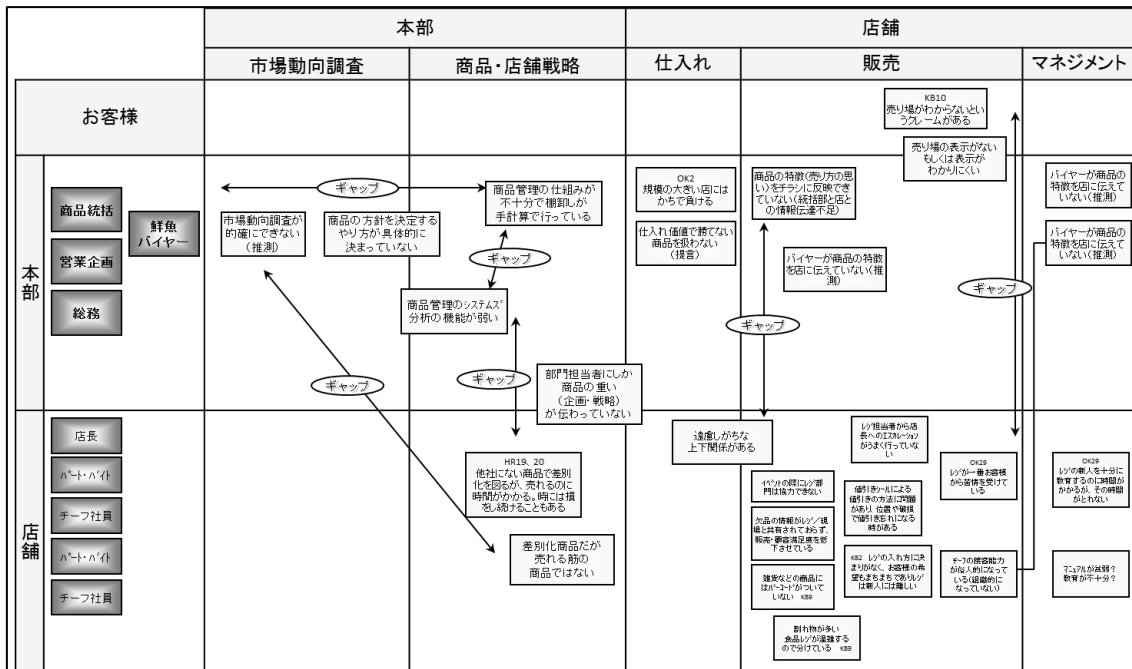 本部
店舗
市場動向調査
商品・店舗戦略
仕入れ
販売
マネジメント
お客様
KB10
売り場がわからないとい
うクレームがある
売り場の表示がない
もしくは表示が
わかりにくい
本部
商品統括
鮮魚
バイヤー
営業企画
総務
ギャップ
市場動向調査が
的確にできない
(推測)
商品の方針を決定する
やり方が具体的に
決まっていない
商品管理の仕組みが
不十分で棚卸しが
手計算で行っている
ギャップ
商品管理のシステムズ
分析の機能が弱い
ギャップ
ギャップ
部門担当者にしか
商品の重い
(企画・戦略)
が伝わっていない
OK2
規模の大きい店には
かちで負ける
仕入れ価値で勝てない
商品を扱わない
(提言)
商品の特徴(売り方の思
い)をチラシに反映でき
ていない(統括部と店と
の情報伝達不足)
バイヤーが商品の特徴
を店に伝えていない(推
測)
ギャップ
ギャップ
バイヤーが商品の
特徴を店に伝えて
いない(推測)
バイヤーが商品の
特徴を店に伝えて
いない(推測)
店舗
店長
パート・バイト
チーフ社員
パート・バイト
チーフ社員
HR19、20
他社にない商品で差別
化を図るが、売れるのに
時間がかかる。時には損
をし続けることもある
差別化商品だが
売れる筋の
商品ではない
遠慮しがちな
上下関係がある
レジ担当者から店
長へのエスカレーション
がうまく行っていな
い
OK29
レジが一番お客様
から苦情を受けて
いる
OK29
レジの新人を十分に
教育するのに時間が
かかるが、その時間
がとれない
イベントの際にレジ部
門は協力できない
値引きシールによる
値引きの方法に問題
があり、位置や破損
で値引き忘れになる
時がある
欠品の情報がレジ/現
場と共有されておらず、
販売・顧客満足度を低
下させている
KB2 レジの入れ方に決
まりがなく、お客様の希
望もまちまちでありレジ
は新人には難しい
チーフの接客能力
が俗人的になって
いる(組織的に
なっていない)
マニュアルが貧弱?
教育が不十分?
雑貨などの商品に
はバーコードがついて
いない KB9
割れ物が多い
食品レジが混雑する
ので分けている KB9